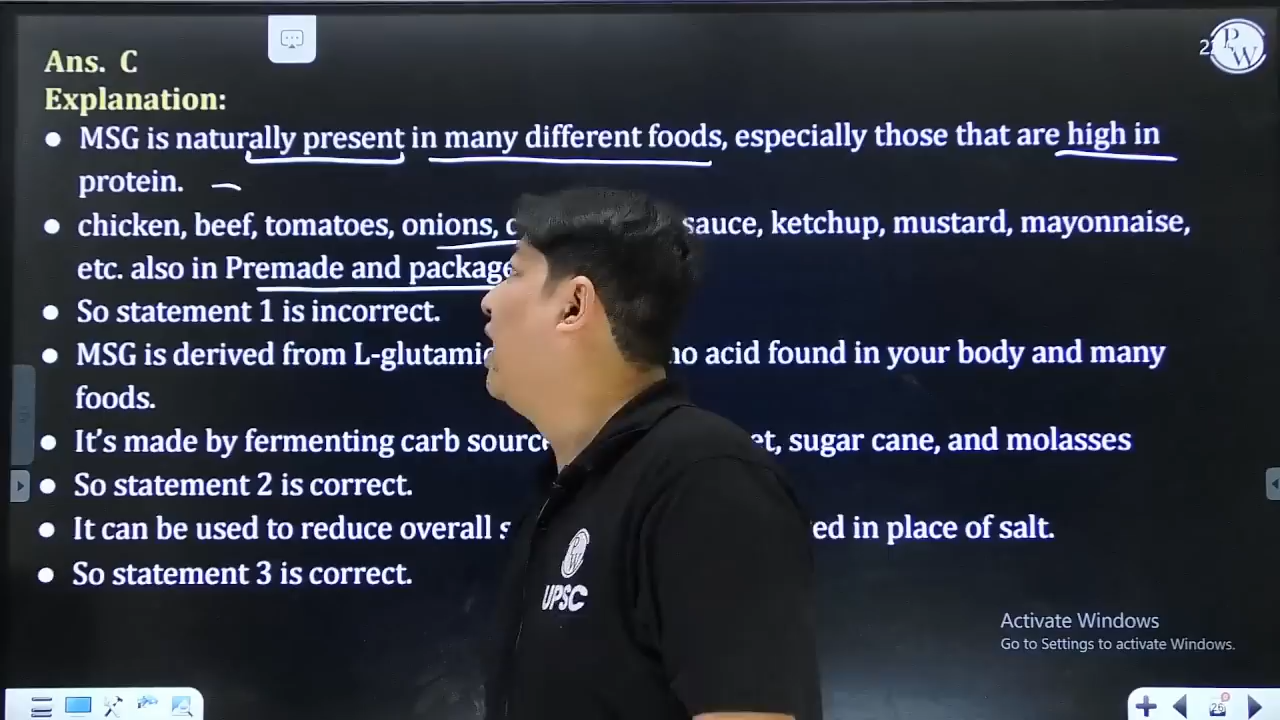 Ans. C
Explanation:
• MSG is naturally present in many different foods, especially those that are high in
protein.
• chicken, beef, tomatoes, onions, sauce, ketchup, mustard, mayonnaise,
etc. also in Premade and package
• So statement 1 is incorrect.
• MSG is derived from acid found in your body and many
foods.
• It's made by fermenting carb sugar cane, and molasses
• So statement 2 is correct.
• It can be used to reduce overall in place of salt.
• So statement 3 is correct.
PW
PW
UPSC
Activate Windows
Go to Settings to activate Windows.
26